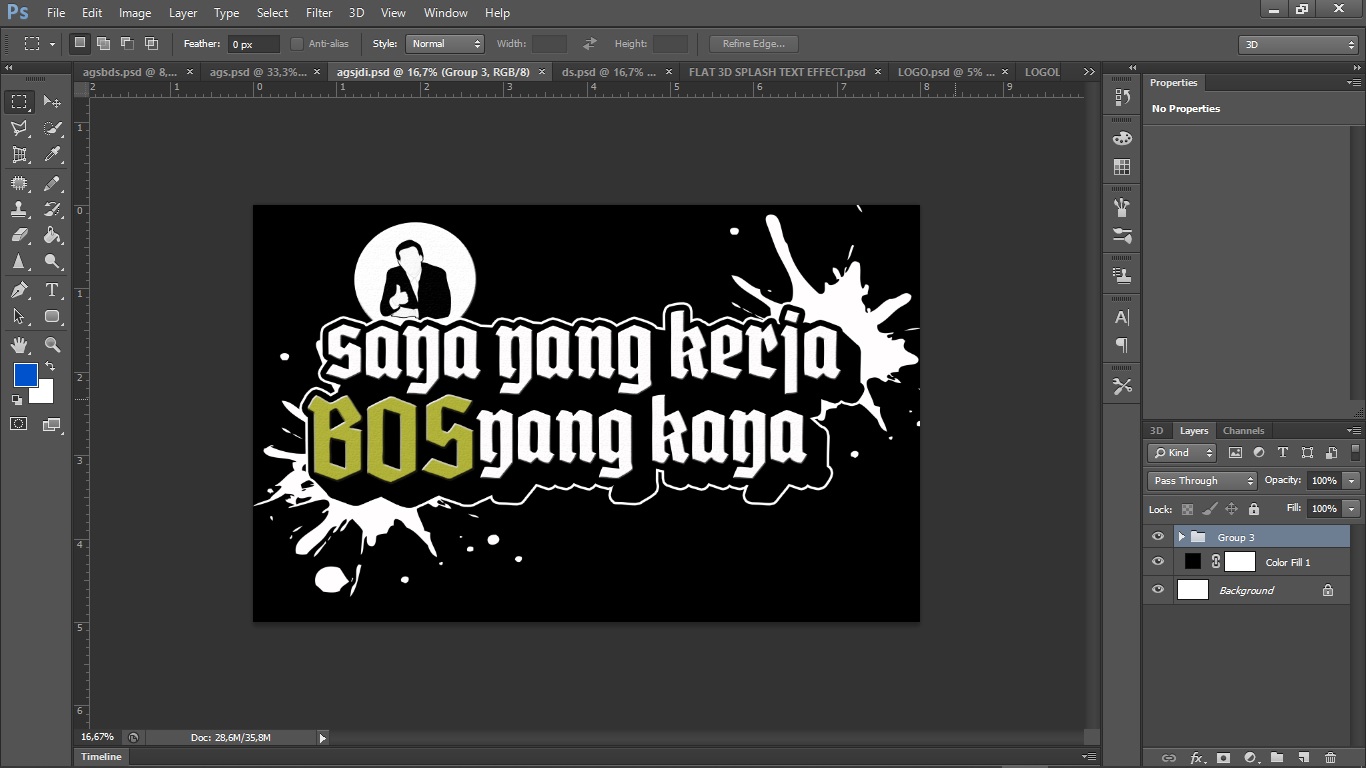 Ps File Edit Image Layer Type Select Filter 3D View Window Help
Feather: 0 px Anti-alias Style: Normal Width: Height: Refine Edge... 3D
agsbds.psd @ 8,... × ags.psd @ 33,3%... × agsjdi.psd @ 16,7% (Group 3, RGB/8) × ds.psd @ 16,7% ... × FLAT 3D SPLASH TEXT EFFECT.psd × LOGO.psd @ 5% ... × LOGOL
2 1 0 1 2 3 4 5 6 7 8 9
1
0
1
2
3
4
5
6
saya yang kerja
BOS yang kaya
Properties
No Properties
3D Layers Channels
Kind
Pass Through Opacity: 100%
Lock: Fill: 100%
Group 3
Color Fill 1
Background
16,67% Doc: 28,6M/35,8M
Timeline